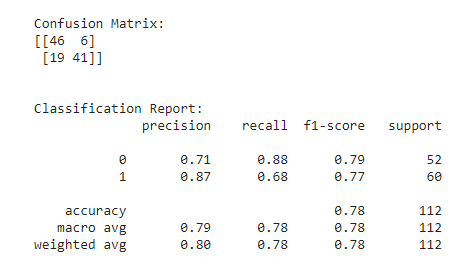 Confusion Matrix:
[[46  6]
 [19 41]]
Classification Report:
              precision    recall  f1-score   support
           0       0.71      0.88      0.79        52
           1       0.87      0.68      0.77        60
    accuracy                           0.78       112
   macro avg       0.79      0.78      0.78       112
weighted avg       0.80      0.78      0.78       112